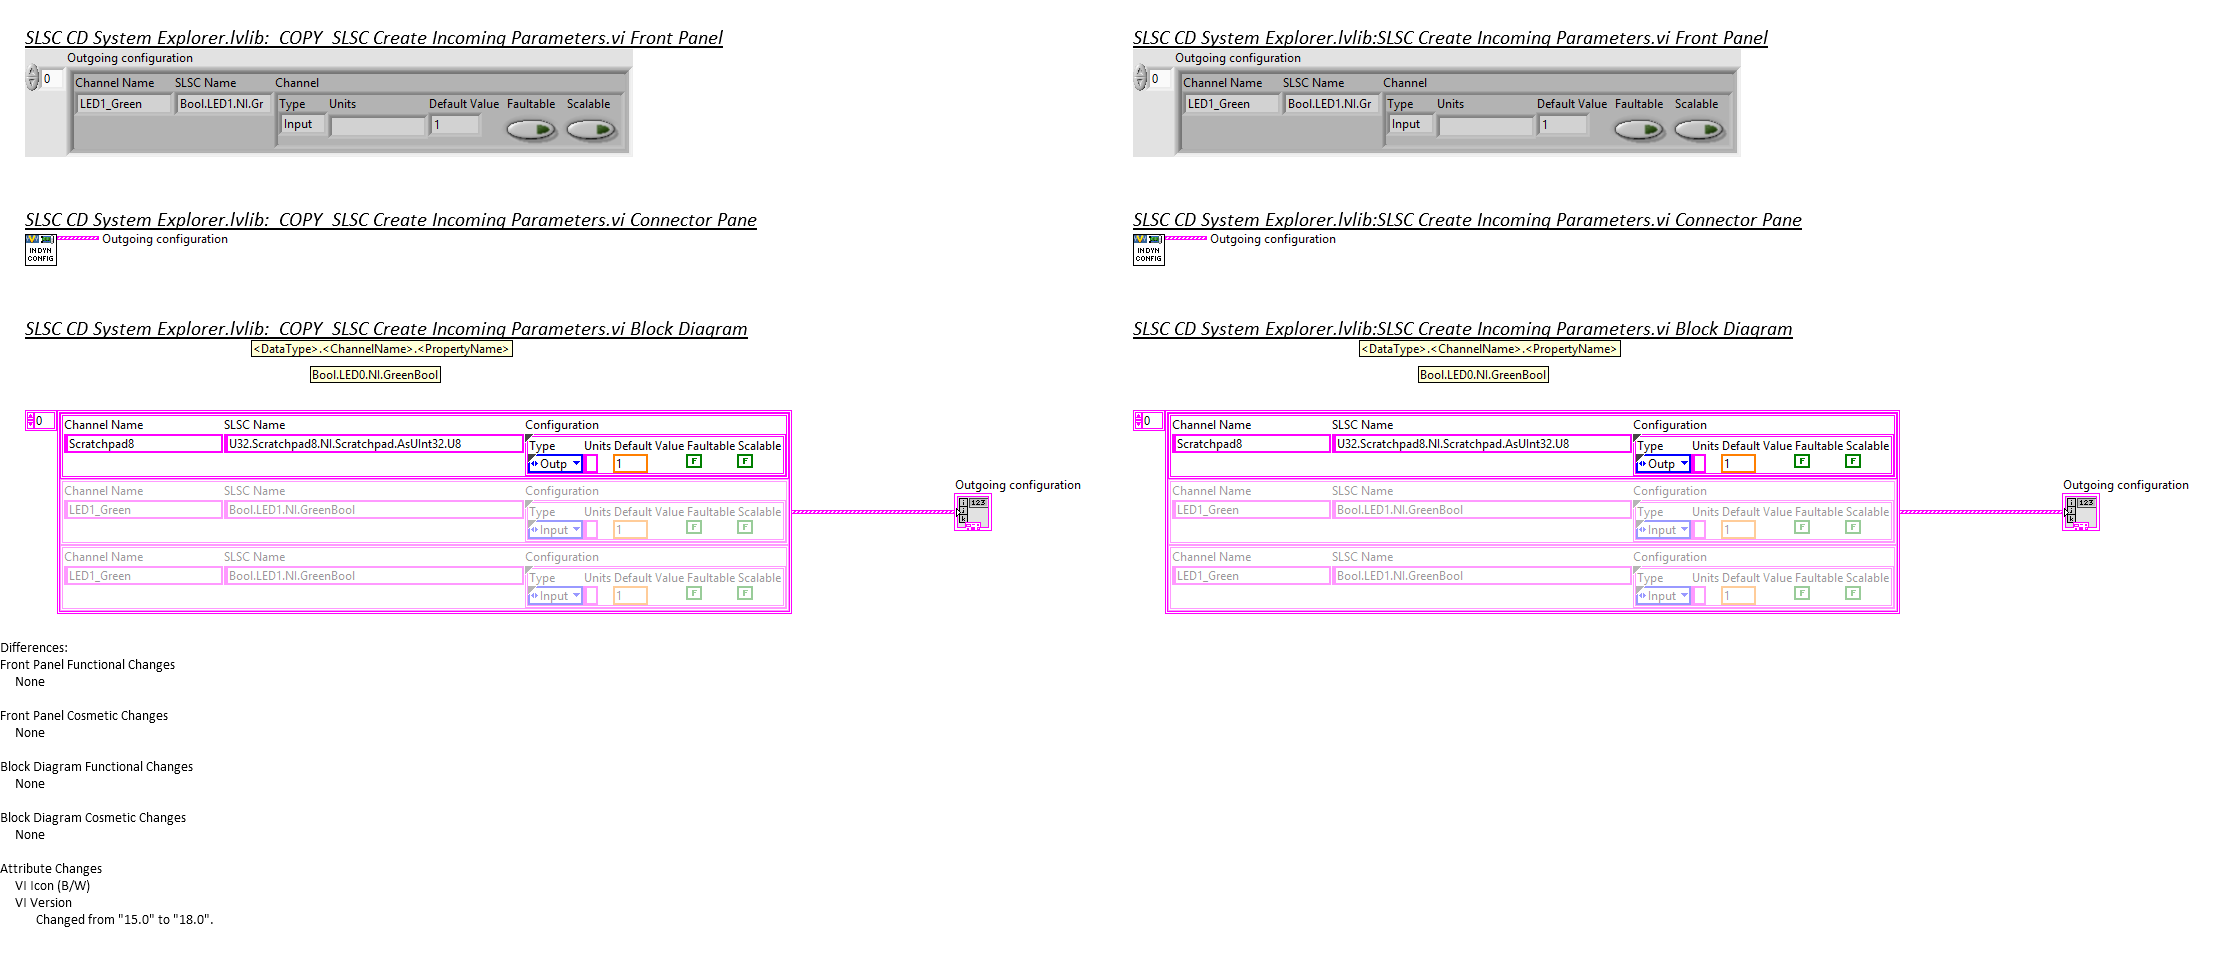 SLSC CD System Explorer.lvlib:_COPY_SLSC Create Incoming Parameters.vi Front Panel
Outgoing configuration
0
Channel Name SLSC Name Channel
LED1_Green Bool.LED1.NI.Gr Type Units Default Value Faultable Scalable
Input 1
SLSC CD System Explorer.lvlib:_COPY_SLSC Create Incoming Parameters.vi Connector Pane
Outgoing configuration
IN DYN
CONFIG
SLSC CD System Explorer.lvlib:_COPY_SLSC Create Incoming Parameters.vi Block Diagram
<DataType>.<ChannelName>.<PropertyName>
Bool.LED0.NI.GreenBool
0
Channel Name SLSC Name Configuration
Scratchpad8 U32.Scratchpad8.NI.Scratchpad.AsUInt32.U8 Type Units Default Value Faultable Scalable
Outp 1 F F
Channel Name SLSC Name Configuration
LED1_Green Bool.LED0.NI.GreenBool Type Units Default Value Faultable Scalable
Input 1 F F
Channel Name SLSC Name Configuration
LED1_Green Bool.LED1.NI.GreenBool Type Units Default Value Faultable Scalable
Input 1 F F
Outgoing configuration
SLSC CD System Explorer.lvlib:SLSC Create Incoming Parameters.vi Front Panel
Outgoing configuration
0
Channel Name SLSC Name Channel
LED1_Green Bool.LED1.NI.Gr Type Units Default Value Faultable Scalable
Input 1
SLSC CD System Explorer.lvlib:SLSC Create Incoming Parameters.vi Connector Pane
Outgoing configuration
IN DYN
CONFIG
SLSC CD System Explorer.lvlib:SLSC Create Incoming Parameters.vi Block Diagram
<DataType>.<ChannelName>.<PropertyName>
Bool.LED0.NI.GreenBool
0
Channel Name SLSC Name Configuration
Scratchpad8 U32.Scratchpad8.NI.Scratchpad.AsUInt32.U8 Type Units Default Value Faultable Scalable
Outp 1 F F
Channel Name SLSC Name Configuration
LED1_Green Bool.LED0.NI.GreenBool Type Units Default Value Faultable Scalable
Input 1 F F
Channel Name SLSC Name Configuration
LED1_Green Bool.LED1.NI.GreenBool Type Units Default Value Faultable Scalable
Input 1 F F
Outgoing configuration
Differences:
Front Panel Functional Changes
None
Front Panel Cosmetic Changes
None
Block Diagram Functional Changes
None
Block Diagram Cosmetic Changes
None
Attribute Changes
VI Icon (B/W)
VI Version
Changed from "15.0" to "18.0".